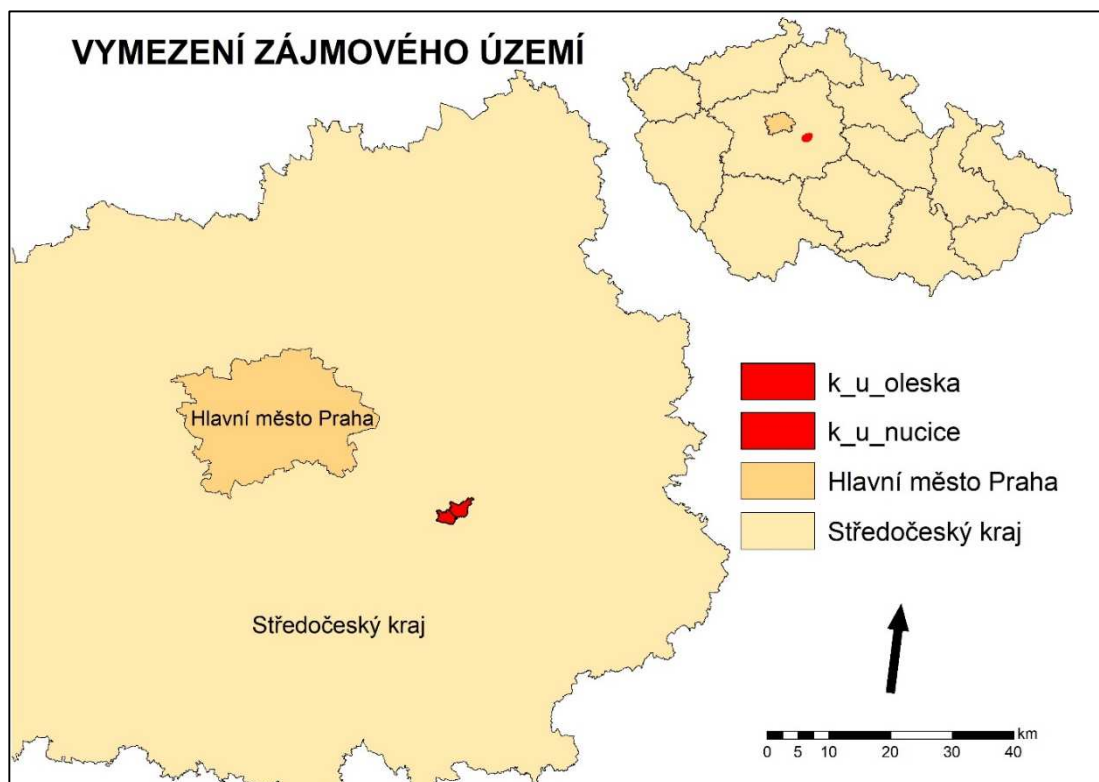 VYMEZENÍ ZÁJMOVÉHO ÚZEMÍ
Hlavní město Praha
Středočeský kraj
k_u_oleska
k_u_nucice
Hlavní město Praha
Středočeský kraj
km
0 5 10 20 30 40